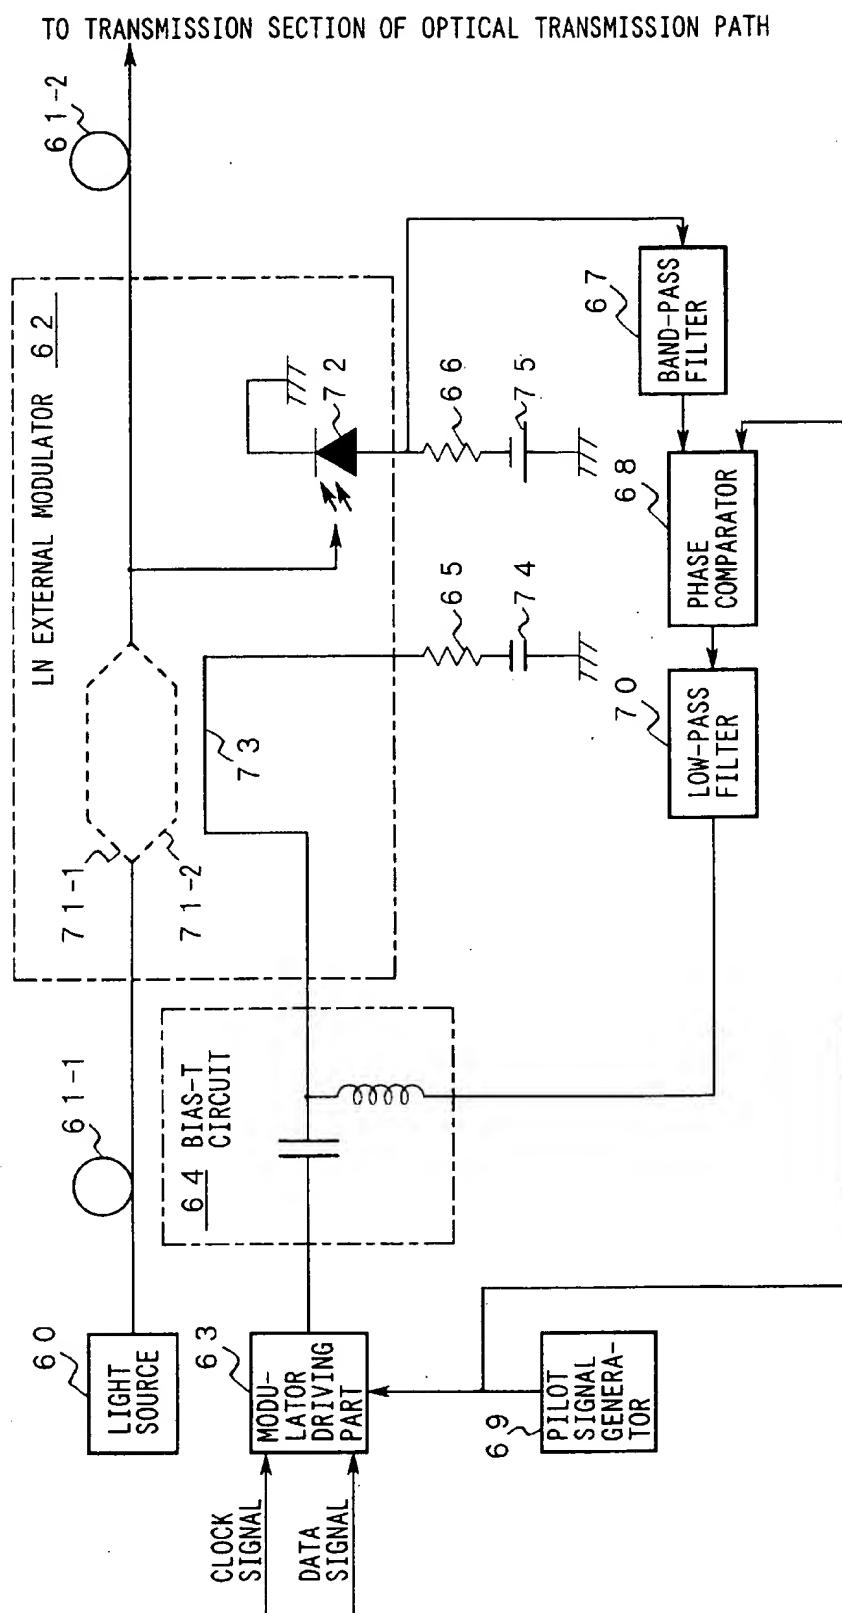 TO TRANSMISSION SECTION OF OPTICAL TRANSMISSION PATH
61-2
LN EXTERNAL MODULATOR 62
72
73
71-1
71-2
66
75
65
74
67
BAND-PASS
FILTER
68
PHASE
COMPARATOR
70
LOW-PASS
FILTER
61-1
64 BIAS-T
CIRCUIT
60
LIGHT
SOURCE
63
MODU-
LATOR
DRIVING
PART
69
PILOT
SIGNAL
GENERA-
TOR
CLOCK
SIGNAL
DATA
SIGNAL